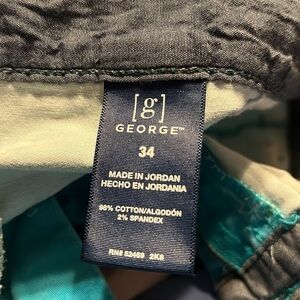 [g]
GEORGE™
34
MADE IN JORDAN
HECHO EN JORDANIA
98% COTTON/ALGODÓN
2% SPANDEX
RN# 52469 2K8